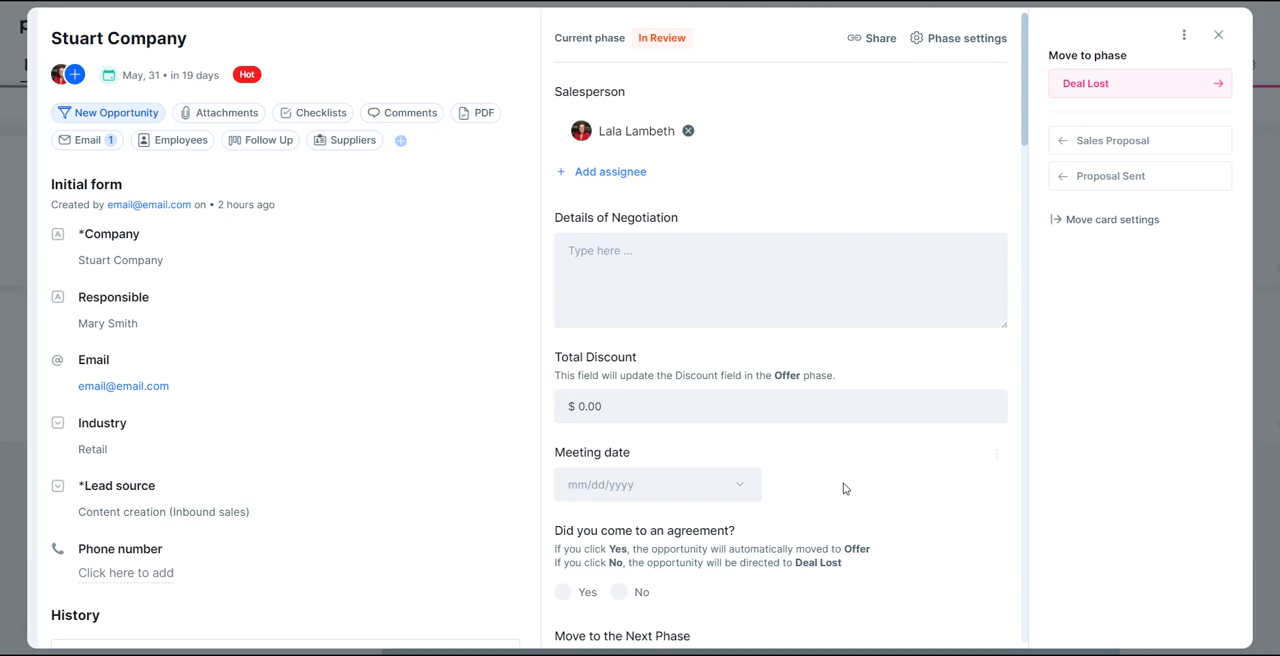 Stuart Company
May, 31 • in 19 days
Hot
New Opportunity
Attachments
Checklists
Comments
PDF
Email 1
Employees
Follow Up
Suppliers
Initial form
Created by email@email.com on • 2 hours ago
*Company
Stuart Company
Responsible
Mary Smith
Email
email@email.com
Industry
Retail
*Lead source
Content creation (Inbound sales)
Phone number
Click here to add
History
Current phase In Review
Share
Phase settings
Salesperson
Lala Lambeth
+ Add assignee
Details of Negotiation
Type here ...
Total Discount
This field will update the Discount field in the Offer phase.
$ 0.00
Meeting date
mm/dd/yyyy
Did you come to an agreement?
If you click Yes, the opportunity will automatically moved to Offer
If you click No, the opportunity will be directed to Deal Lost
Yes
No
Move to the Next Phase
Move to phase
Deal Lost
Sales Proposal
Proposal Sent
Move card settings